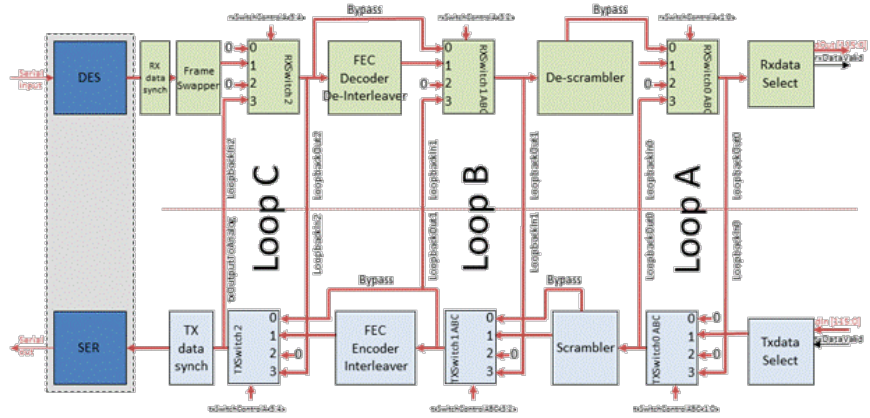 Bypass
Bypass
DES
RX
data
synch
Frame
Swapper
0
0
1
2
3
0
RXSwitch 2
FEC
Decoder
De-Interleaver
0
1
2
3
0
RXSwitch 1 ABC
De-scrambler
0
1
2
3
0
RXSwitch0 ABC
Rxdata
Select
rxDataValid
Serial
input
LoopbackIn2
Loop C
LoopbackOut2
LoopbackIn1
Loop B
LoopbackOut1
LoopbackIn0
Loop A
LoopbackOut0
txOutputToAnalog
LoopbackIn2
LoopbackOut1
LoopbackIn1
LoopbackOut0
LoopbackIn0
Bypass
Bypass
Serial
SER
TX
data
synch
TXSwitch 2
0
1
2
3
0
FEC
Encoder
Interleaver
TXSwitch 1 ABC
0
1
2
3
0
Scrambler
TXSwitch0 ABC
0
1
2
3
0
0
Txdata
Select